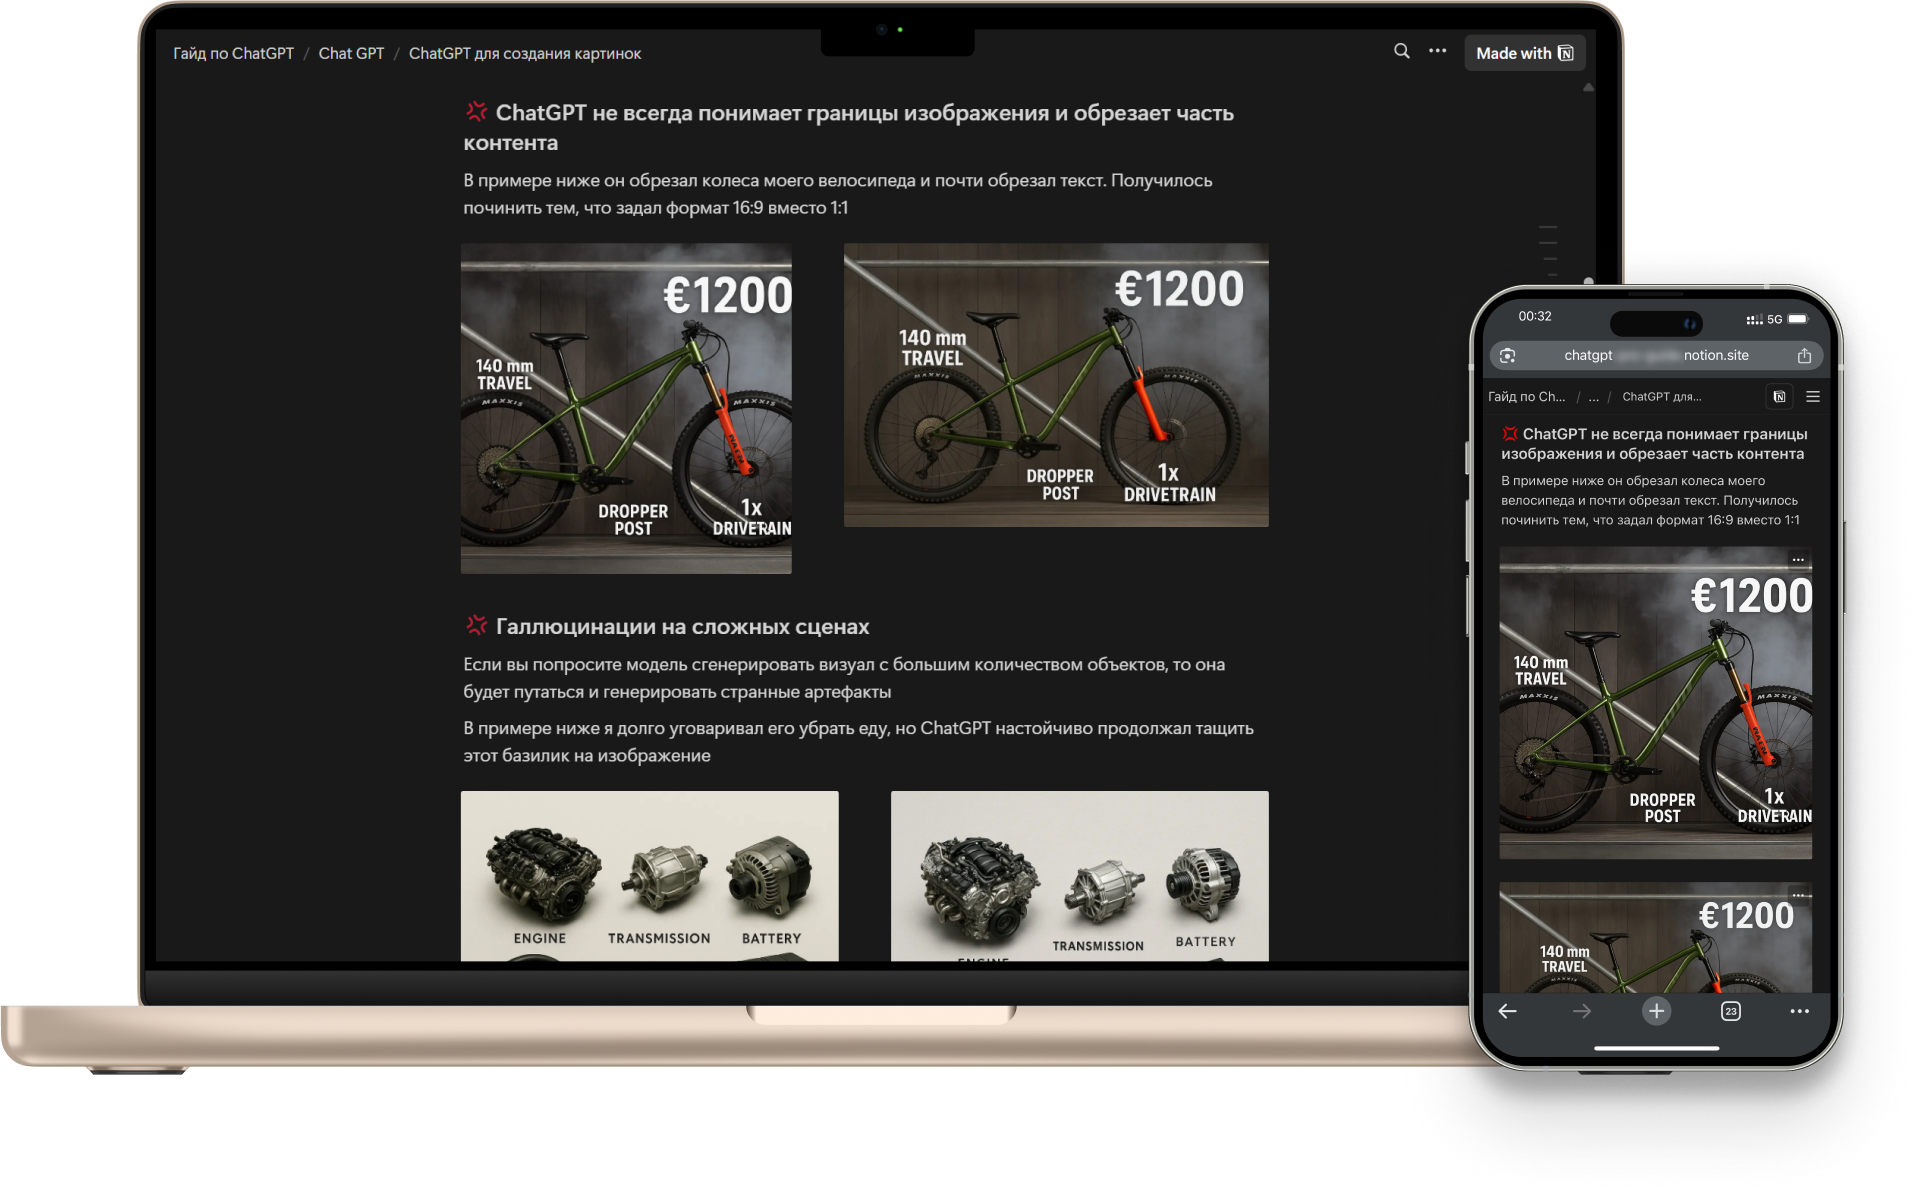 Гайд по ChatGPT / Chat GPT / ChatGPT для создания картинок
Made with
ChatGPT не всегда понимает границы изображения и обрезает часть
контента
В примере ниже он обрезал колеса моего велосипеда и почти обрезал текст. Получилось
починить тем, что задал формат 16:9 вместо 1:1
€1200
140 mm
TRAVEL
MAXXIS
DROPPER
POST
1x
DRIVETRAIN
€1200
140 mm
TRAVEL
MAXXIS
DROPPER
POST
1x
DRIVETRAIN
Галлюцинации на сложных сценах
Если вы попросите модель сгенерировать визуал с большим количеством объектов, то она
будет путаться и генерировать странные артефакты
В примере ниже я долго уговаривал его убрать еду, но ChatGPT настойчиво продолжал тащить
этот базилик на изображение
ENGINE TRANSMISSION BATTERY
TRANSMISSION BATTERY
ENGINE
00:32
5G
chatgpt notion.site
Гайд по Ch... / ... / ChatGPT для...
ChatGPT не всегда понимает границы
изображения и обрезает часть контента
В примере ниже он обрезал колеса моего
велосипеда и почти обрезал текст. Получилось
починить тем, что задал формат 16:9 вместо 1:1
€1200
140 mm
TRAVEL
MAXXIS
MAXXIS
DROPPER
POST
1x
DRIVETRAIN
€1200
140 mm
TRAVEL
23